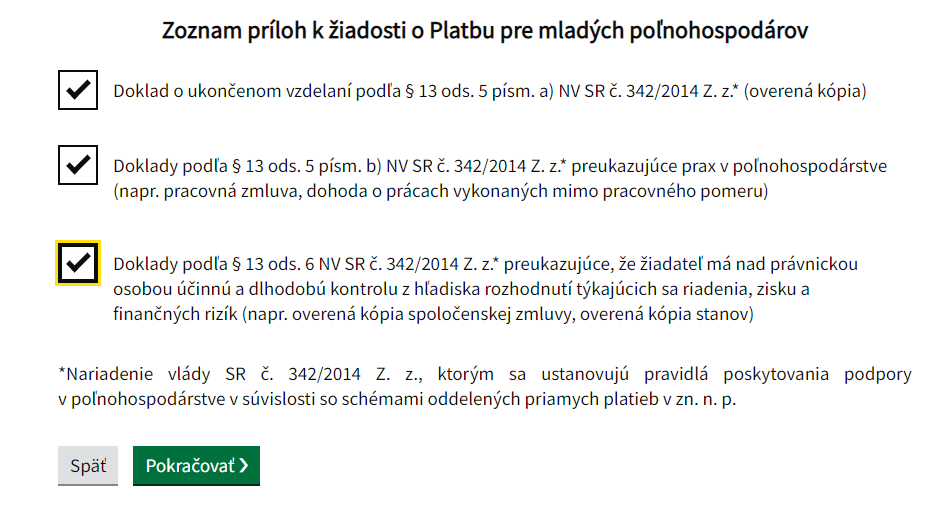 Zoznam príloh k žiadosti o Platbu pre mladých poľnohospodárov
Doklad o ukončenom vzdelaní podľa § 13 ods. 5 písm. a) NV SR č. 342/2014 Z. z.* (overená kópia)
Doklady podľa § 13 ods. 5 písm. b) NV SR č. 342/2014 Z. z.* preukazujúce prax v poľnohospodárstve
(napr. pracovná zmluva, dohoda o prácach vykonaných mimo pracovného pomeru)
Doklady podľa § 13 ods. 6 NV SR č. 342/2014 Z. z.* preukazujúce, že žiadateľ má nad právnickou
osobou účinnú a dlhodobú kontrolu z hľadiska rozhodnutí týkajúcich sa riadenia, zisku a
finančných rizík (napr. overená kópia spoločenskej zmluvy, overená kópia stanov)
*Nariadenie vlády SR č. 342/2014 Z. z., ktorým sa ustanovujú pravidlá poskytovania podpory
v poľnohospodárstve v súvislosti so schémami oddelených priamych platieb v zn. n. p.
Späť
Pokračovať ❯